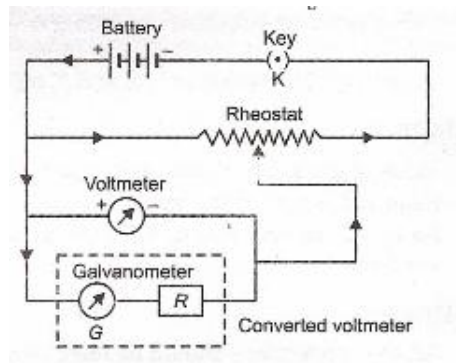 Battery
+ −
Key
K
Rheostat
Voltmeter
+ −
Galvanometer
R
G
Converted voltmeter